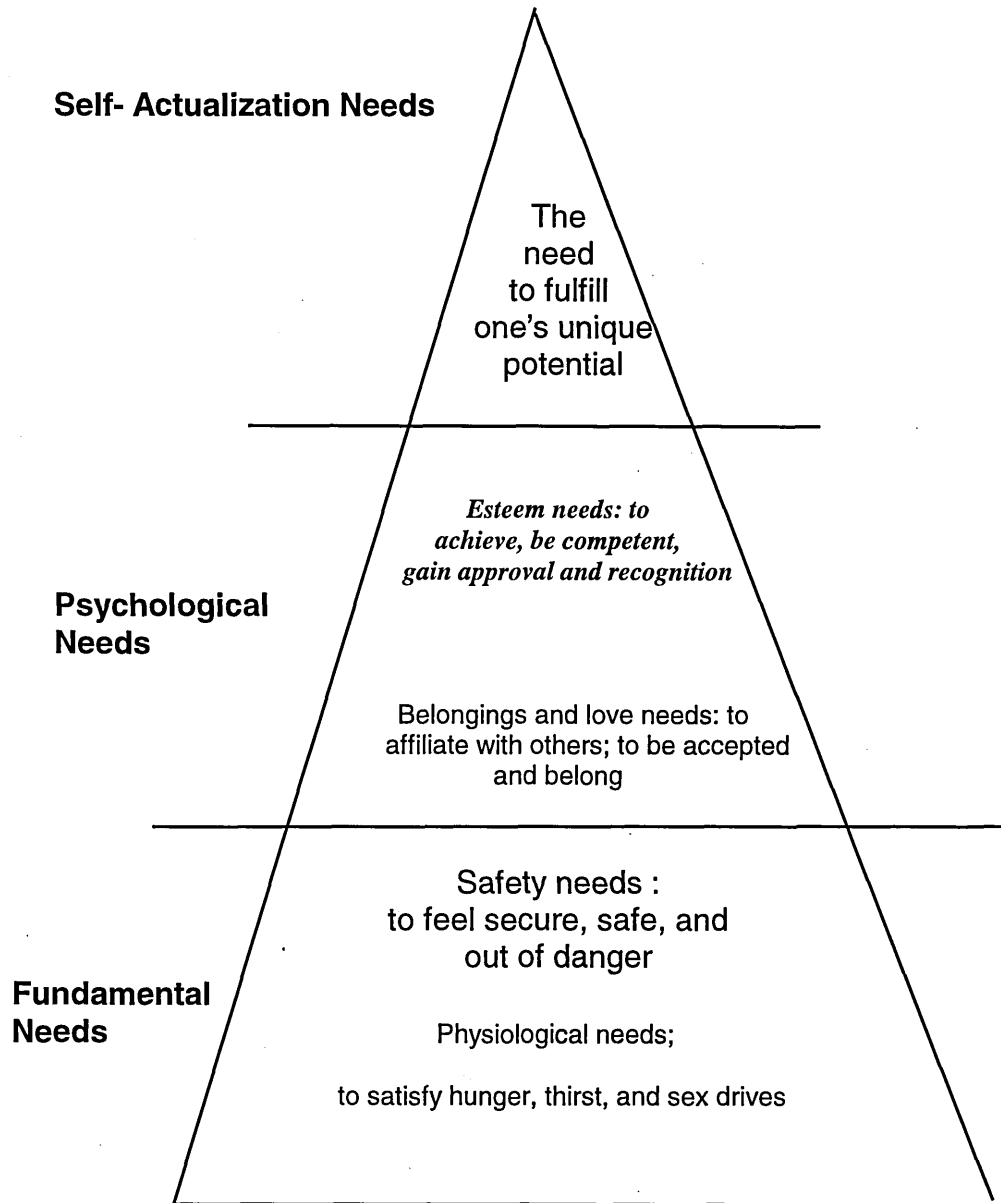 Self- Actualization Needs
The
need
to fulfill
one's unique
potential
Esteem needs: to
achieve, be competent,
gain approval and recognition
Psychological
Needs
Belongings and love needs: to
affiliate with others; to be accepted
and belong
Safety needs :
to feel secure, safe, and
out of danger
Fundamental
Needs
Physiological needs;
to satisfy hunger, thirst, and sex drives